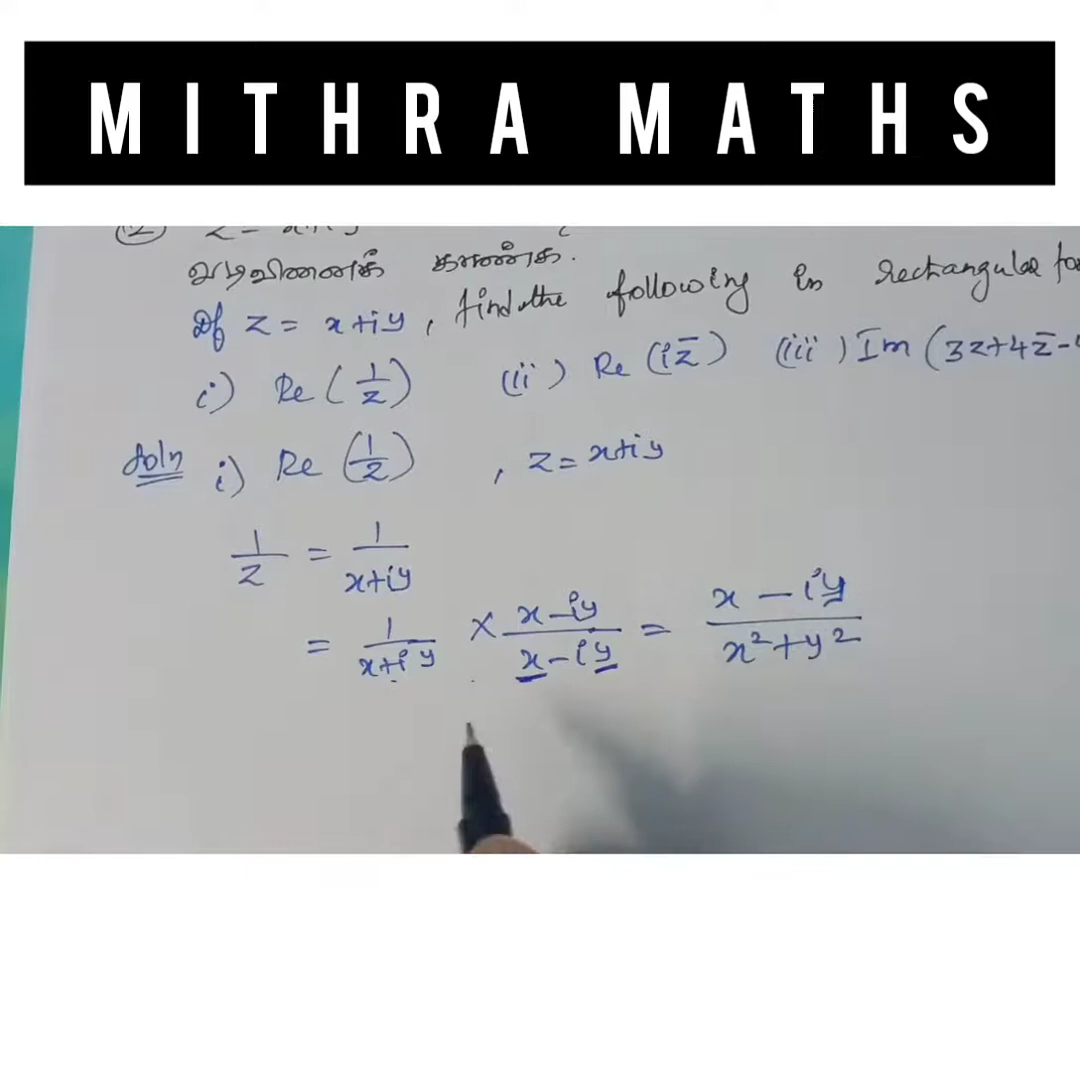 MITHRA MATHS
வடிவினைக் காண்க.
If z = x+iy, find the following in rectangular
i) Re (1/z) (ii) Re (iz̄) (iii) Im (3z+4z̄-
Soln i) Re (1/z) , z = x+iy
1/z = 1/(x+iy)
= 1/(x+iy) × (x-iy)/(x-iy) = (x-iy)/(x²+y²)